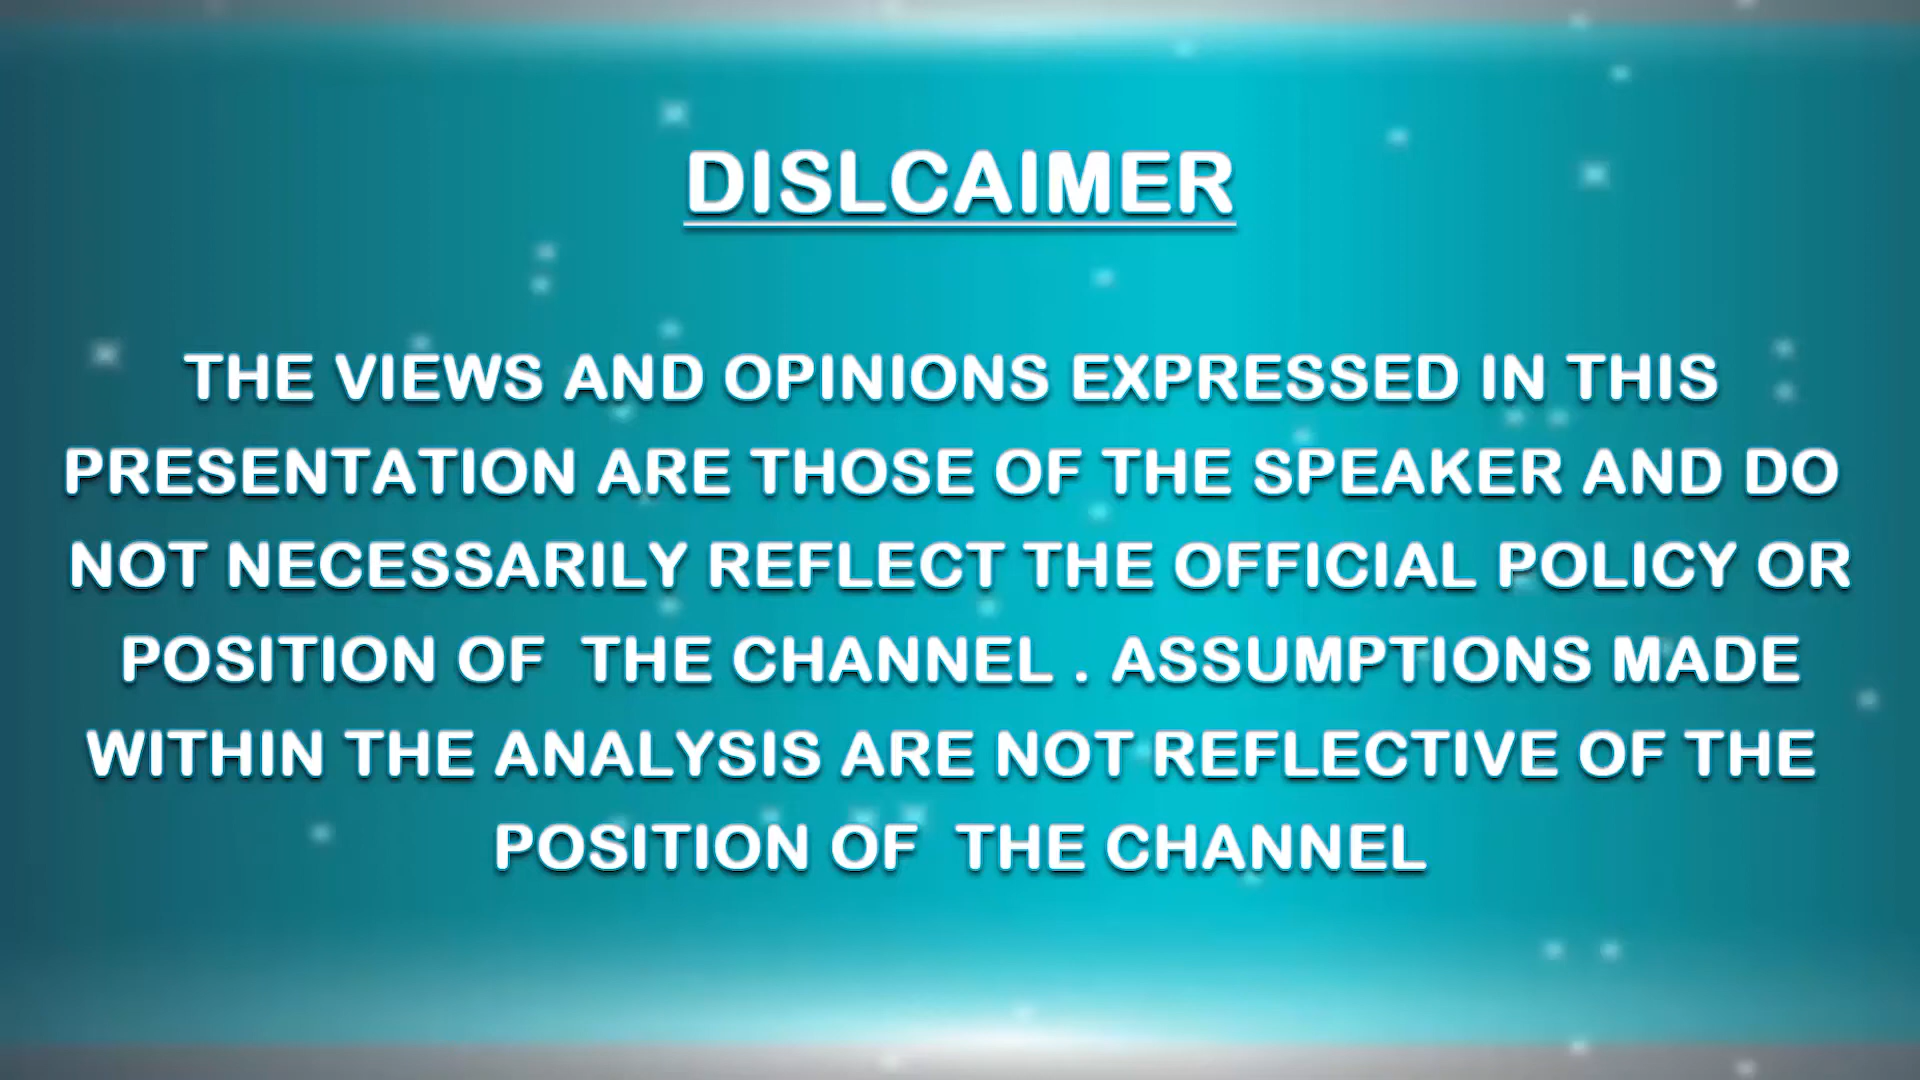 DISLCAIMER
THE VIEWS AND OPINIONS EXPRESSED IN THIS
PRESENTATION ARE THOSE OF THE SPEAKER AND DO
NOT NECESSARILY REFLECT THE OFFICIAL POLICY OR
POSITION OF  THE CHANNEL . ASSUMPTIONS MADE
WITHIN THE ANALYSIS ARE NOT REFLECTIVE OF THE
POSITION OF  THE CHANNEL